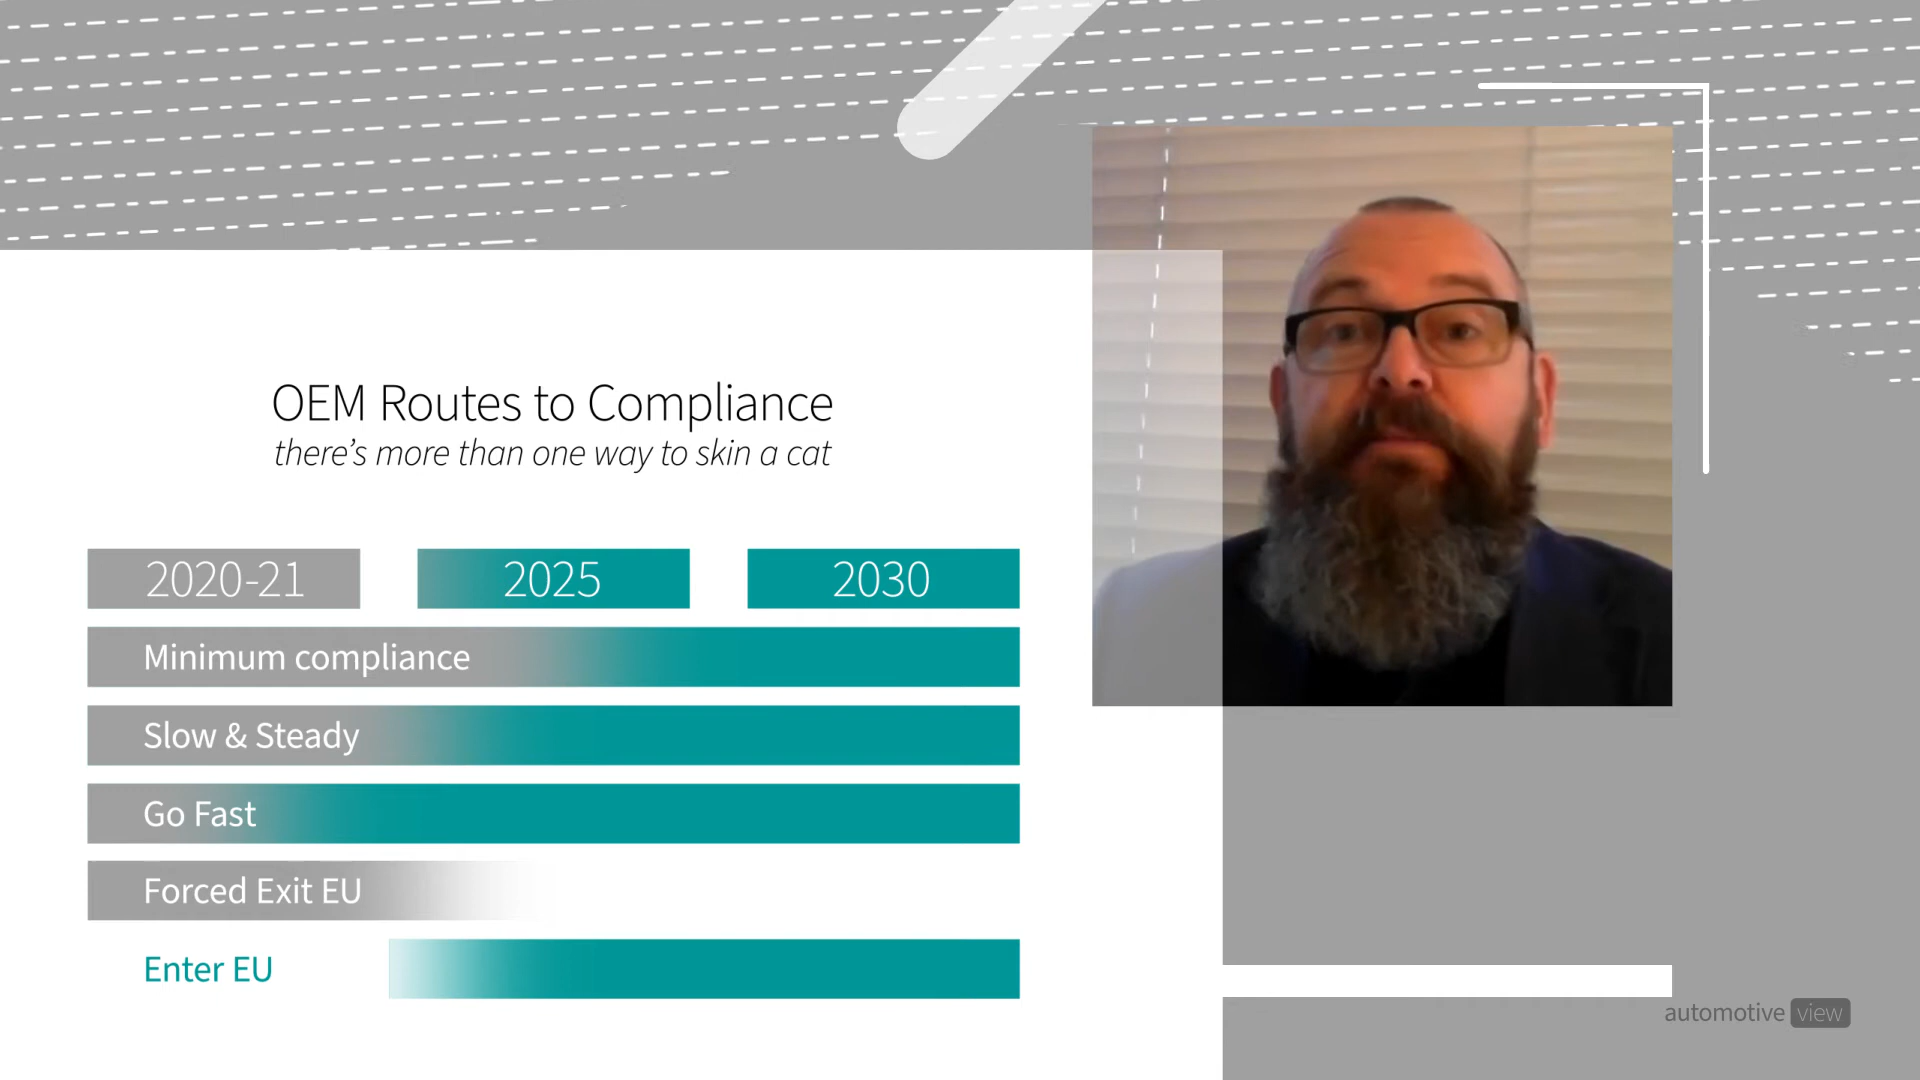 OEM Routes to Compliance
there’s more than one way to skin a cat
2020-21
2025
2030
Minimum compliance
Slow & Steady
Go Fast
Forced Exit EU
Enter EU
automotive view